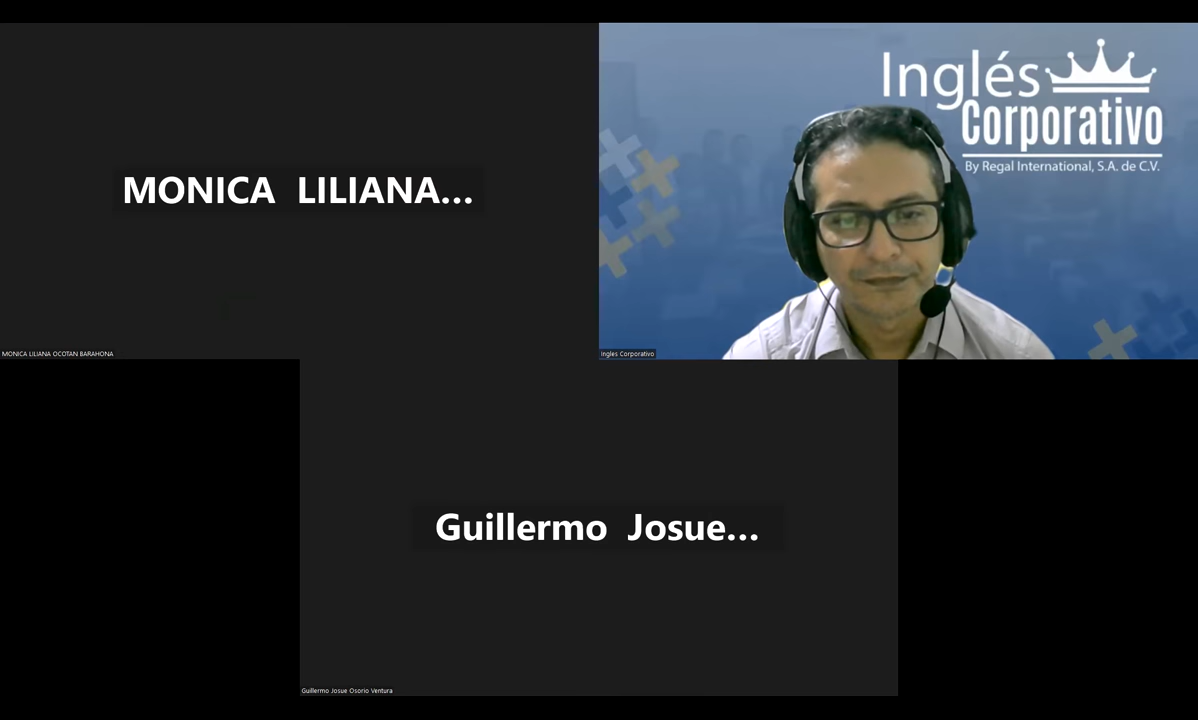 MONICA LILIANA...
MONICA LILIANA OCOTAN BARAHONA
Inglés
Corporativo
By Regal International, S.A. de C.V.
Ingles Corporativo
Guillermo Josue...
Guillermo Josue Osorio Ventura